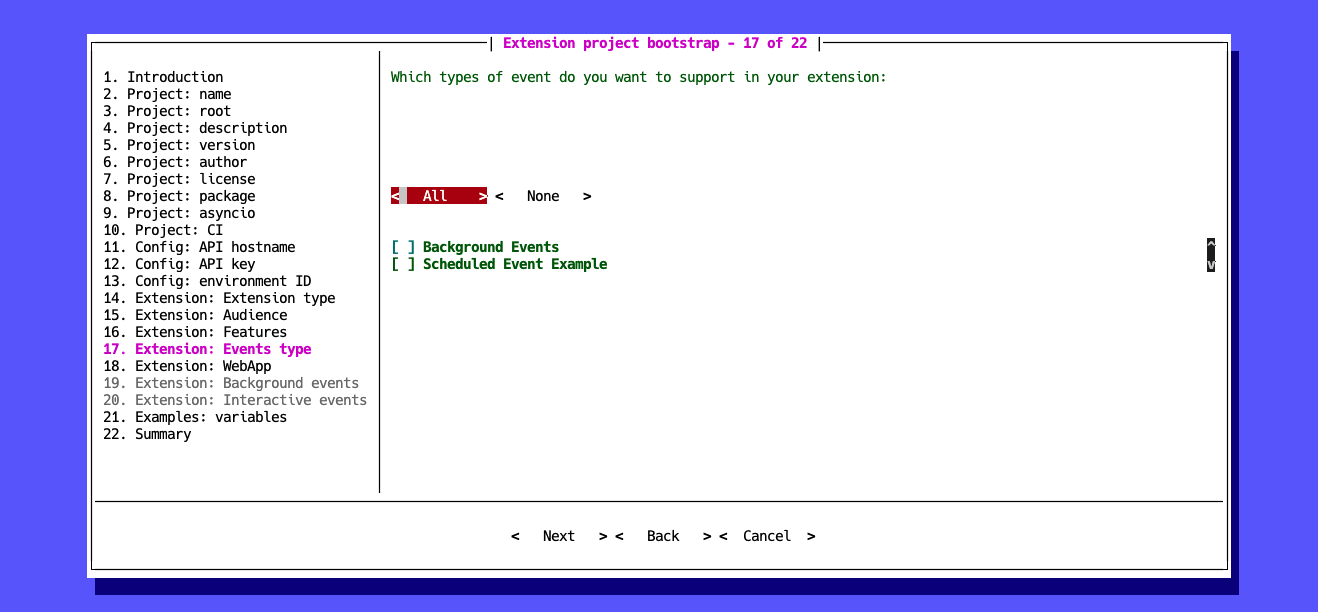 Extension project bootstrap - 17 of 22
1. Introduction
2. Project: name
3. Project: root
4. Project: description
5. Project: version
6. Project: author
7. Project: license
8. Project: package
9. Project: asyncio
10. Project: CI
11. Config: API hostname
12. Config: API key
13. Config: environment ID
14. Extension: Extension type
15. Extension: Audience
16. Extension: Features
17. Extension: Events type
18. Extension: WebApp
19. Extension: Background events
20. Extension: Interactive events
21. Examples: variables
22. Summary
Which types of event do you want to support in your extension:
< All > < None >
[ ] Background Events ^
[ ] Scheduled Event Example v
< Next > < Back > < Cancel >